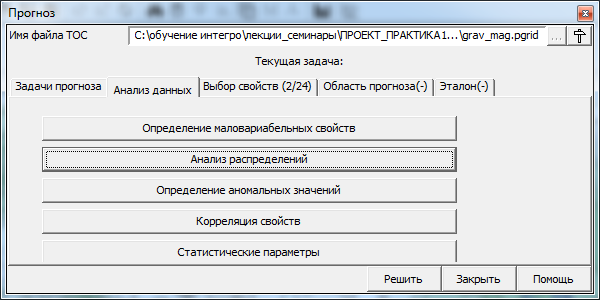 Прогноз
Имя файла ТОС C:\обучение интегро\лекции_семинары\ПРОЕКТ_ПРАКТИКА1...\grav_mag.pgrid ...
Текущая задача:
Задачи прогноза Анализ данных Выбор свойств (2/24) Область прогноза(-) Эталон(-)
Определение маловариабельных свойств
Анализ распределений
Определение аномальных значений
Корреляция свойств
Статистические параметры
Решить Закрыть Помощь